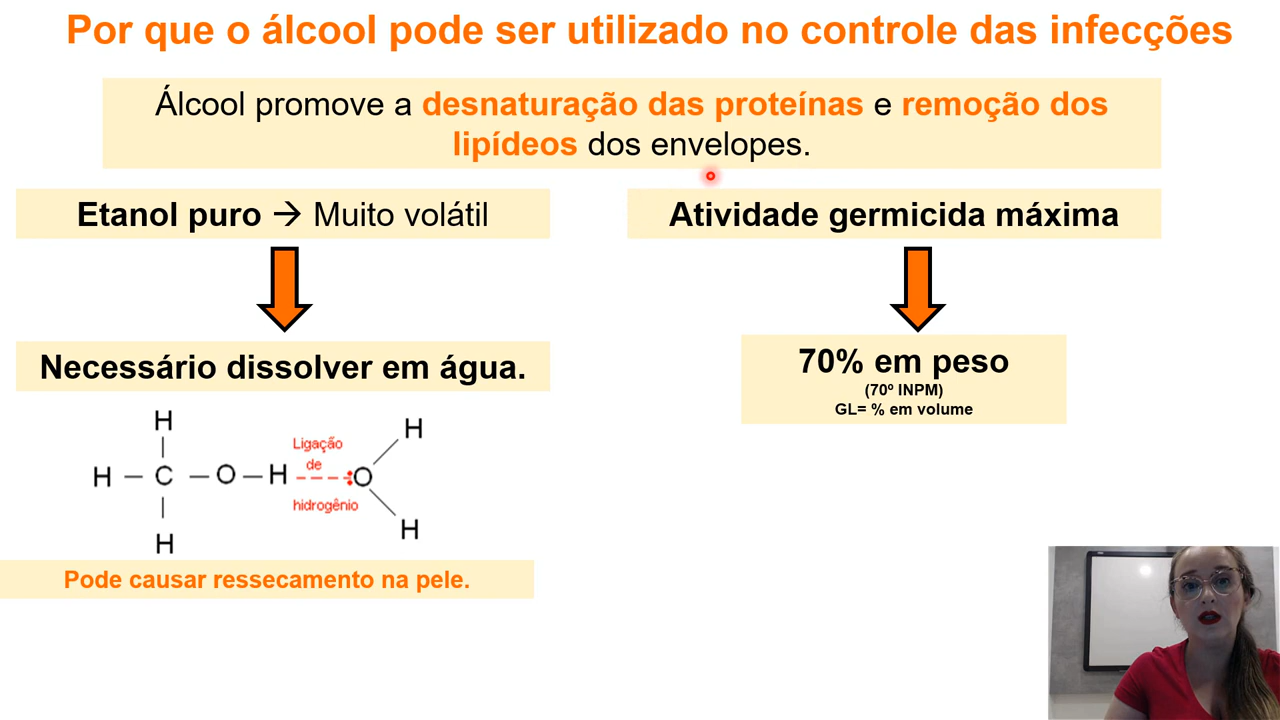 Por que o álcool pode ser utilizado no controle das infecções
Álcool promove a desnaturação das proteínas e remoção dos
lipídeos dos envelopes.
Etanol puro → Muito volátil
Necessário dissolver em água.
H
H – C – O – H
H
Ligação
de
hidrogênio
H
:O
H
Pode causar ressecamento na pele.
Atividade germicida máxima
70% em peso
(70º INPM)
GL= % em volume